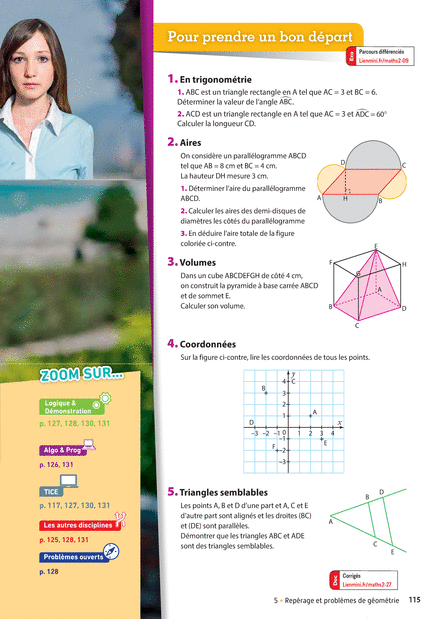 Pour prendre un bon départ
Exo
Parcours différenciés
Lienmini.fr/maths2-09
1. En trigonométrie
1. ABC est un triangle rectangle en A tel que AC = 3 et BC = 6.
Déterminer la valeur de l'angle ABC.
2. ACD est un triangle rectangle en A tel que AC = 3 et ADC = 60°
Calculer la longueur CD.
2. Aires
On considère un parallélogramme ABCD
tel que AB = 8 cm et BC = 4 cm.
La hauteur DH mesure 3 cm.
1. Déterminer l'aire du parallélogramme
ABCD.
2. Calculer les aires des demi-disques de
diamètres les côtés du parallélogramme
3. En déduire l'aire totale de la figure
coloriée ci-contre.
D C
A H B
3. Volumes
Dans un cube ABCDEFGH de côté 4 cm,
on construit la pyramide à base carrée ABCD
et de sommet E.
Calculer son volume.
E
F H
G
A
B D
C
4. Coordonnées
Sur la figure ci-contre, lire les coordonnées de tous les points.
y
4 C
B 3
2
1 A
D x
-3 -2 -1 0 1 2 3 4
-1 E
F -2
-3
5. Triangles semblables
Les points A, B et D d'une part et A, C et E
d'autre part sont alignés et les droites (BC)
et (DE) sont parallèles.
Démontrer que les triangles ABC et ADE
sont des triangles semblables.
D
B
A
C
E
ZOOM SUR...
Logique &
Démonstration
p. 127, 128, 130, 131
Algo & Prog
p. 126, 131
TICE
p. 117, 127, 130, 131
Les autres disciplines
p. 125, 128, 131
Problèmes ouverts
p. 128
Doc
Corrigés
Lienmini.fr/maths2-27
5 • Repérage et problèmes de géométrie 115